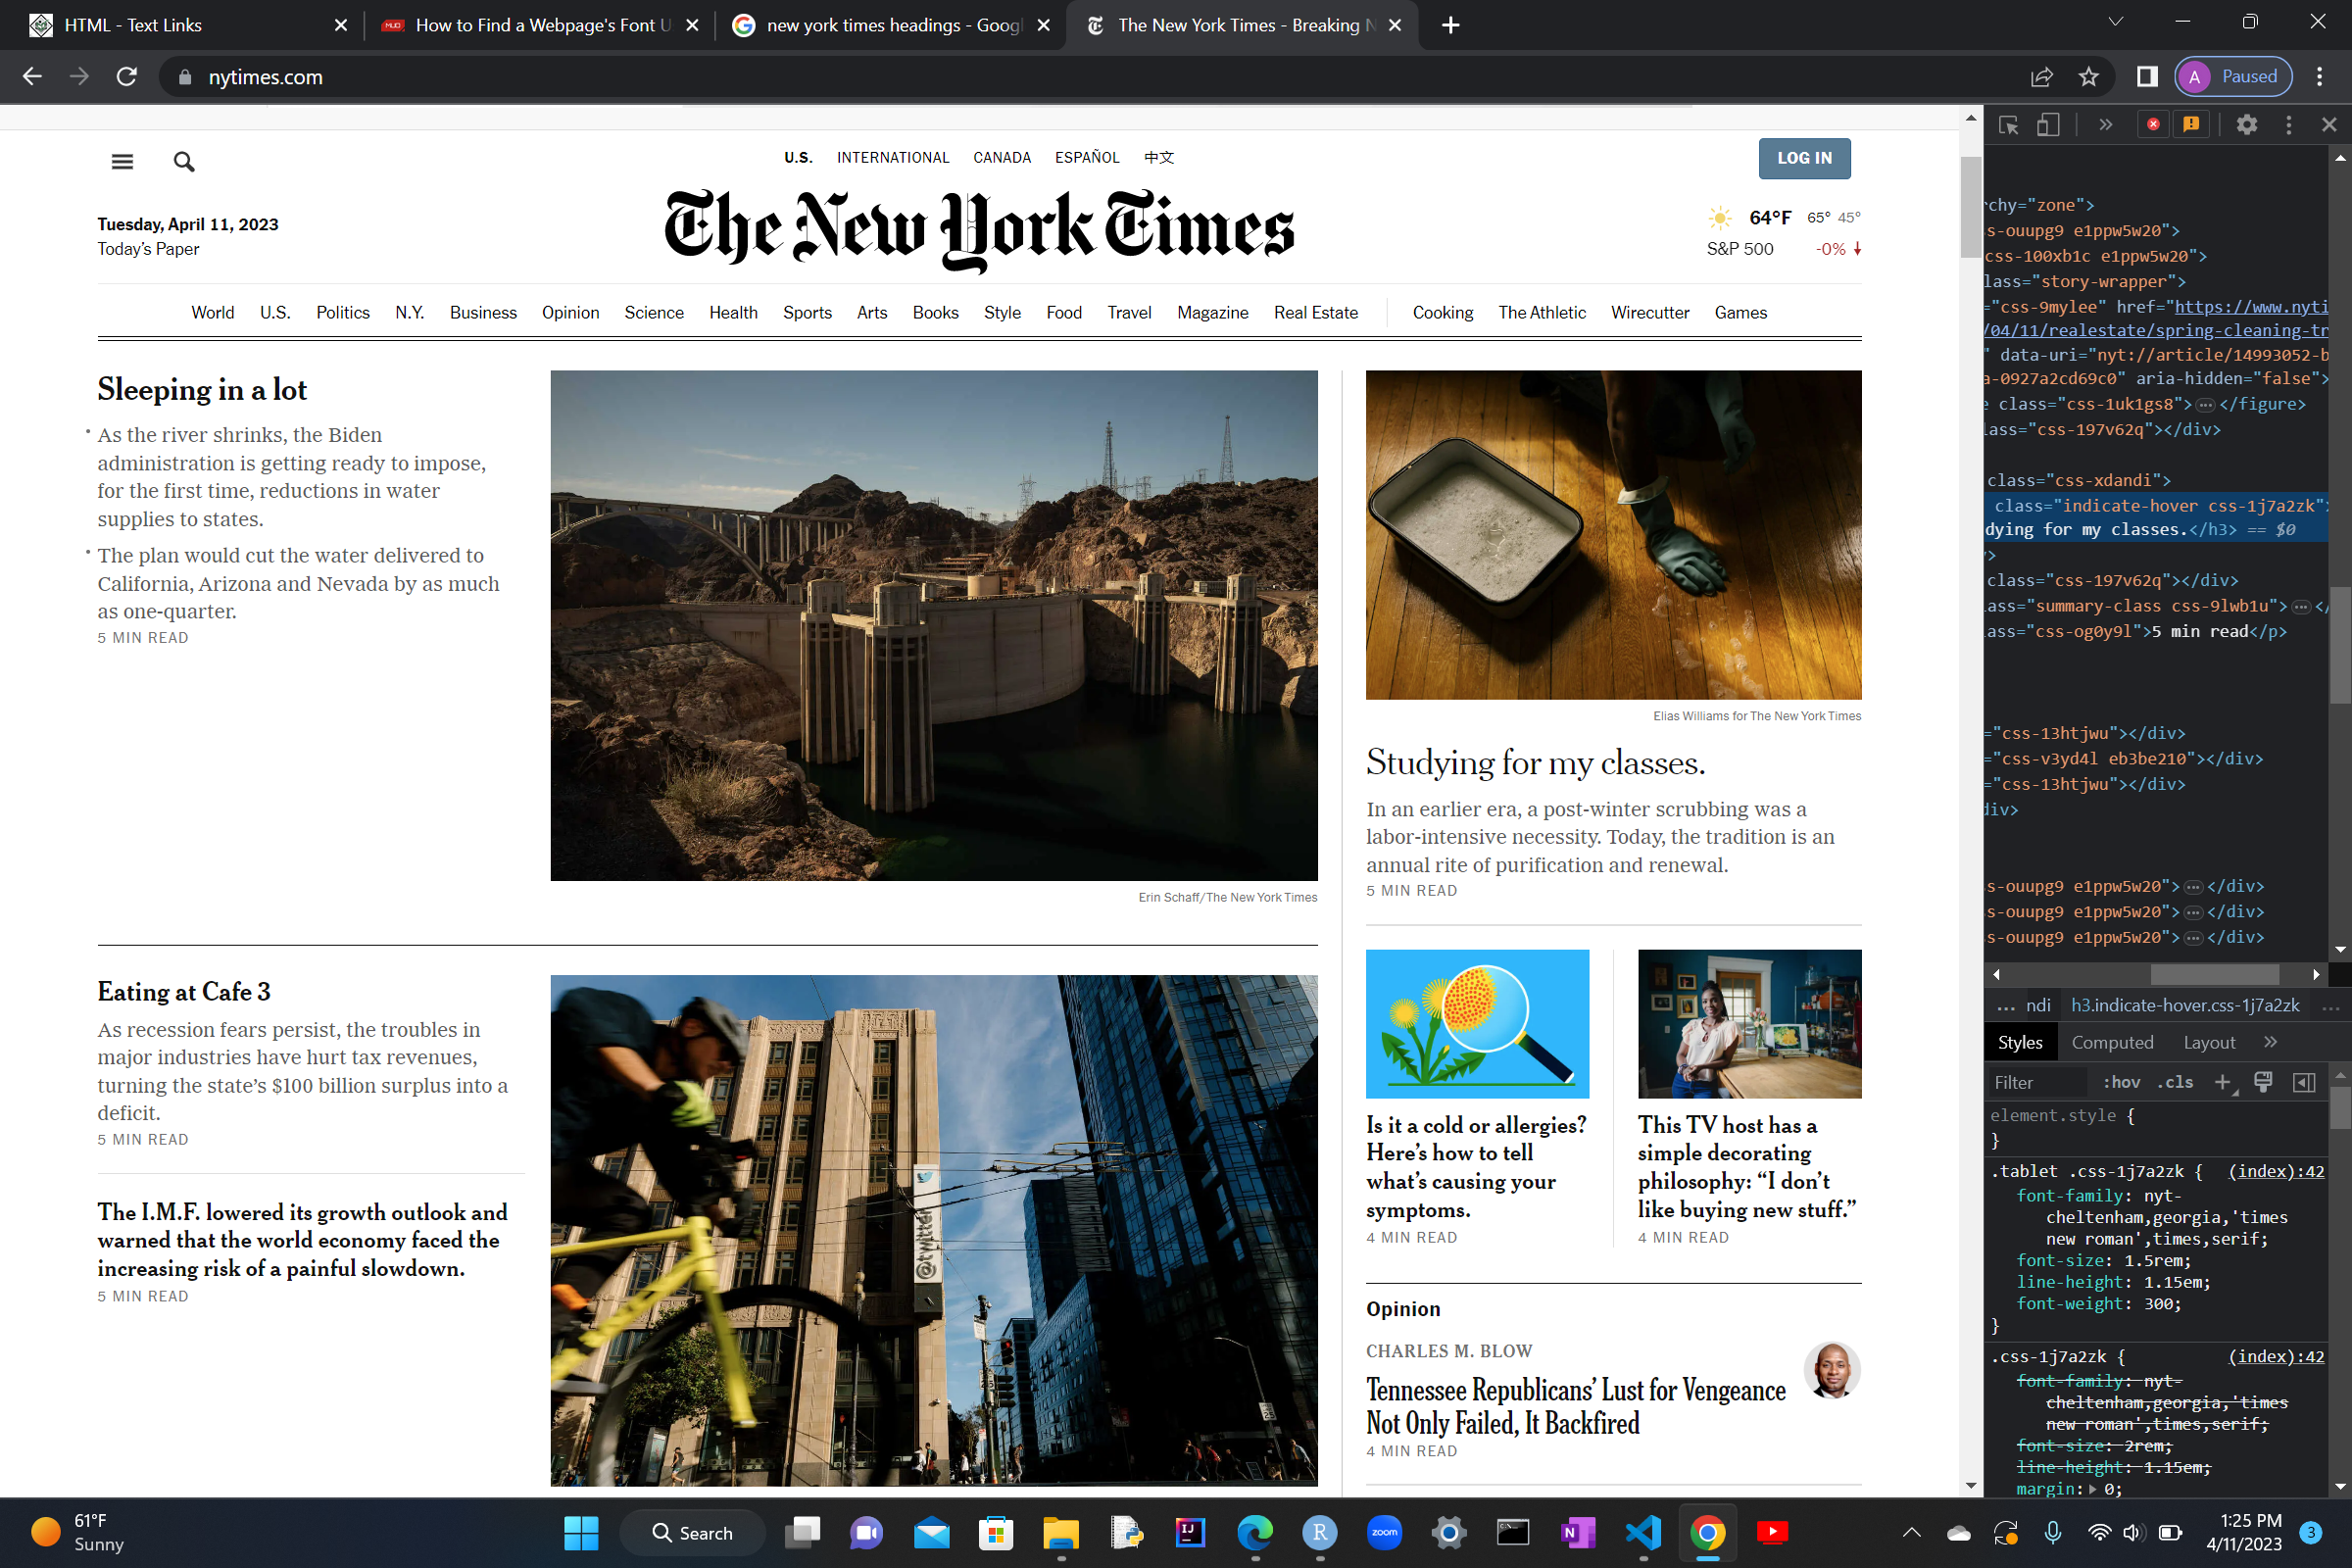 HTML - Text Links
How to Find a Webpage's Font U
new york times headings - Goog
The New York Times - Breaking N
nytimes.com
A Paused
U.S. INTERNATIONAL CANADA ESPAÑOL 中文
LOG IN
Tuesday, April 11, 2023
Today's Paper
The New York Times
64°F 65° 45°
S&P 500 -0%
World U.S. Politics N.Y. Business Opinion Science Health Sports Arts Books Style Food Travel Magazine Real Estate Cooking The Athletic Wirecutter Games
Sleeping in a lot
As the river shrinks, the Biden
administration is getting ready to impose,
for the first time, reductions in water
supplies to states.
The plan would cut the water delivered to
California, Arizona and Nevada by as much
as one-quarter.
5 MIN READ
Erin Schaff/The New York Times
Eating at Cafe 3
As recession fears persist, the troubles in
major industries have hurt tax revenues,
turning the state's $100 billion surplus into a
deficit.
5 MIN READ
The I.M.F. lowered its growth outlook and
warned that the world economy faced the
increasing risk of a painful slowdown.
5 MIN READ
@twitter
Elias Williams for The New York Times
Studying for my classes.
In an earlier era, a post-winter scrubbing was a
labor-intensive necessity. Today, the tradition is an
annual rite of purification and renewal.
5 MIN READ
Is it a cold or allergies?
Here's how to tell
what's causing your
symptoms.
4 MIN READ
This TV host has a
simple decorating
philosophy: “I don't
like buying new stuff.”
4 MIN READ
Opinion
CHARLES M. BLOW
Tennessee Republicans' Lust for Vengeance
Not Only Failed, It Backfired
4 MIN READ
rchy="zone">
s-ouupg9 e1ppw5w20">
css-100xb1c e1ppw5w20">
lass="story-wrapper">
="css-9mylee" href="https://www.nyti
/04/11/realestate/spring-cleaning-tr
" data-uri="nyt://article/14993052-b
a-0927a2cd69c0" aria-hidden="false">
e class="css-1uk1gs8">…</figure>
lass="css-197v62q"></div>
class="css-xdandi">
class="indicate-hover css-1j7a2zk">
dying for my classes.</h3> == $0
>
class="css-197v62q"></div>
lass="summary-class css-9lwb1u">…</
ass="css-og0y9l">5 min read</p>
="css-13htjwu"></div>
="css-v3yd4l eb3be210"></div>
="css-13htjwu"></div>
div>
s-ouupg9 e1ppw5w20">…</div>
s-ouupg9 e1ppw5w20">…</div>
s-ouupg9 e1ppw5w20">…</div>
… ndi h3.indicate-hover.css-1j7a2zk …
Styles Computed Layout
Filter :hov .cls
element.style {
}
.tablet .css-1j7a2zk { (index):42
font-family: nyt-
cheltenham,georgia,'times
new roman',times,serif;
font-size: 1.5rem;
line-height: 1.15em;
font-weight: 300;
}
.css-1j7a2zk { (index):42
font-family: nyt-
cheltenham,georgia,'times
new roman',times,serif;
font-size: 2rem;
line-height: 1.15em;
margin: 0;
61°F
Sunny
Search
zoom
1:25 PM
4/11/2023
3